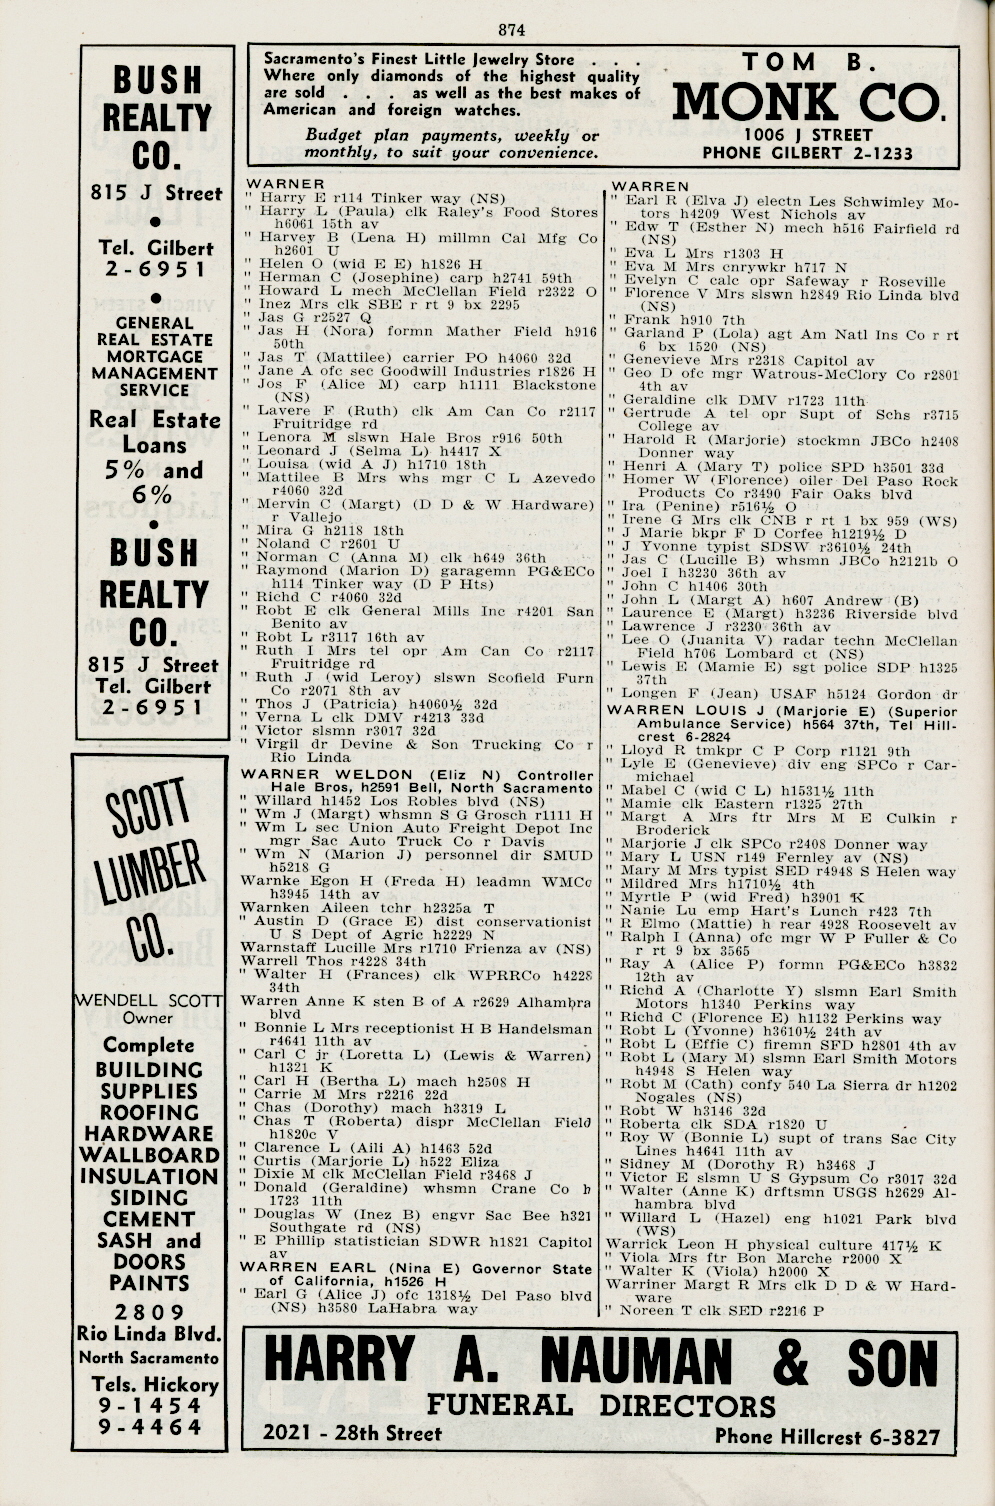 874
BUSH
REALTY
CO.
815 J Street
•
Tel. Gilbert
2-6951
•
GENERAL
REAL ESTATE
MORTGAGE
MANAGEMENT
SERVICE
Real Estate
Loans
5% and
6%
•
BUSH
REALTY
CO.
815 J Street
Tel. Gilbert
2-6951
SCOTT
LUMBER
CO.
WENDELL SCOTT
Owner
Complete
BUILDING
SUPPLIES
ROOFING
HARDWARE
WALLBOARD
INSULATION
SIDING
CEMENT
SASH and
DOORS
PAINTS
2809
Rio Linda Blvd.
North Sacramento
Tels. Hickory
9-1454
9-4464
Sacramento's Finest Little Jewelry Store . . .
Where only diamonds of the highest quality
are sold . . . as well as the best makes of
American and foreign watches.
Budget plan payments, weekly or
monthly, to suit your convenience.
TOM B.
MONK CO.
1006 J STREET
PHONE GILBERT 2-1233
WARNER
" Harry E r114 Tinker way (NS)
" Harry L (Paula) clk Raley's Food Stores
h6061 15th av
" Harvey B (Lena H) millmn Cal Mfg Co
h2601 U
" Helen O (wid E E) h1826 H
" Herman C (Josephine) carp h2741 59th
" Howard L mech McClellan Field r2322 O
" Inez Mrs clk SBE r rt 9 bx 2295
" Jas G r2527 Q
" Jas H (Nora) formn Mather Field h916
50th
" Jas T (Mattilee) carrier PO h4060 32d
" Jane A ofc sec Goodwill Industries r1826 H
" Jos F (Alice M) carp h1111 Blackstone
(NS)
" Lavere F (Ruth) clk Am Can Co r2117
Fruitridge rd
" Lenora M slswn Hale Bros r916 50th
" Leonard J (Selma L) h4417 X
" Louisa (wid A J) h1710 18th
" Mattilee B Mrs whs mgr C L Azevedo
r4060 32d
" Mervin C (Margt) (D D & W Hardware)
r Vallejo
" Mira G h2118 18th
" Noland C r2601 U
" Norman C (Anna M) clk h649 36th
" Raymond (Marion D) garagemn PG&ECo
h114 Tinker way (D P Hts)
" Richd C r4060 32d
" Robt E clk General Mills Inc r4201 San
Benito av
" Robt L r3117 16th av
" Ruth I Mrs tel opr Am Can Co r2117
Fruitridge rd
" Ruth J (wid Leroy) slswn Scofield Furn
Co r2071 8th av
" Thos J (Patricia) h4060½ 32d
" Verna L clk DMV r4213 33d
" Victor slsmn r3017 32d
" Virgil dr Devine & Son Trucking Co r
Rio Linda
WARNER WELDON (Eliz N) Controller
Hale Bros, h2591 Bell, North Sacramento
" Willard h1452 Los Robles blvd (NS)
" Wm J (Margt) whsmn S G Grosch r1111 H
" Wm L sec Union Auto Freight Depot Inc
mgr Sac Auto Truck Co r Davis
" Wm N (Marion J) personnel dir SMUD
h5218 G
Warnke Egon H (Freda H) leadmn WMCo
h3945 14th av
Warnken Aileen tchr h2325a T
" Austin D (Grace E) dist conservationist
U S Dept of Agric h2229 N
Warnstaff Lucille Mrs r1710 Frienza av (NS)
Warrell Thos r4228 34th
" Walter H (Frances) clk WPRRCo h4228
34th
Warren Anne K sten B of A r2629 Alhambra
blvd
" Bonnie L Mrs receptionist H B Handelsman
r4641 11th av
" Carl C jr (Loretta L) (Lewis & Warren)
h1321 K
" Carl H (Bertha L) mach h2508 H
" Carrie M Mrs r2216 22d
" Chas (Dorothy) mach h3319 L
" Chas T (Roberta) dispr McClellan Field
h1820c V
" Clarence L (Aili A) h1463 52d
" Curtis (Marjorie L) h522 Eliza
" Dixie M clk McClellan Field r3468 J
" Donald (Geraldine) whsmn Crane Co h
1723 11th
" Douglas W (Inez B) engvr Sac Bee h321
Southgate rd (NS)
" E Phillip statistician SDWR h1821 Capitol
av
WARREN EARL (Nina E) Governor State
of California, h1526 H
" Earl G (Alice J) ofc 1318½ Del Paso blvd
(NS) h3580 LaHabra way
WARREN
" Earl R (Elva J) electn Les Schwimley Mo-
tors h4209 West Nichols av
" Edw T (Esther N) mech h516 Fairfield rd
(NS)
" Eva L Mrs r1303 H
" Eva M Mrs cnrywkr h717 N
" Evelyn C calc opr Safeway r Roseville
" Florence V Mrs slswn h2849 Rio Linda blvd
(NS)
" Frank h910 7th
" Garland P (Lola) agt Am Natl Ins Co r rt
6 bx 1520 (NS)
" Genevieve Mrs r2318 Capitol av
" Geo D ofc mgr Watrous-McClory Co r2801
4th av
" Geraldine clk DMV r1723 11th
" Gertrude A tel opr Supt of Schs r3715
College av
" Harold R (Marjorie) stockmn JBCo h2408
Donner way
" Henri A (Mary T) police SPD h3501 33d
" Homer W (Florence) oiler Del Paso Rock
Products Co r3490 Fair Oaks blvd
" Ira (Penine) r516½ O
" Irene G Mrs clk CNB r rt 1 bx 959 (WS)
" J Marie bkpr F D Corfee h1219½ D
" J Yvonne typist SDSW r3610½ 24th
" Jas C (Lucille B) whsmn JBCo h2121b O
" Joel I h3230 36th av
" John C h1406 30th
" John L (Margt A) h607 Andrew (B)
" Laurence E (Margt) h3236 Riverside blvd
" Lawrence J r3230 36th av
" Lee O (Juanita V) radar techn McClellan
Field h706 Lombard ct (NS)
" Lewis E (Mamie E) sgt police SDP h1325
37th
" Longen F (Jean) USAF h5124 Gordon dr
WARREN LOUIS J (Marjorie E) (Superior
Ambulance Service) h564 37th, Tel Hill-
crest 6-2824
" Lloyd R tmkpr C P Corp r1121 9th
" Lyle E (Genevieve) div eng SPCo r Car-
michael
" Mabel C (wid C L) h1531½ 11th
" Mamie clk Eastern r1325 27th
" Margt A Mrs ftr Mrs M E Culkin r
Broderick
" Marjorie J clk SPCo r2408 Donner way
" Mary L USN r149 Fernley av (NS)
" Mary M Mrs typist SED r4948 S Helen way
" Mildred Mrs h1710½ 4th
" Myrtle P (wid Fred) h3901 K
" Nanie Lu emp Hart's Lunch r423 7th
" R Elmo (Mattie) h rear 4928 Roosevelt av
" Ralph I (Anna) ofc mgr W P Fuller & Co
r rt 9 bx 3565
" Ray A (Alice P) formn PG&ECo h3832
12th av
" Richd A (Charlotte Y) slsmn Earl Smith
Motors h1340 Perkins way
" Richd C (Florence E) h1132 Perkins way
" Robt L (Yvonne) h3610½ 24th av
" Robt L (Effie C) firemn SFD h2801 4th av
" Robt L (Mary M) slsmn Earl Smith Motors
h4948 S Helen way
" Robt M (Cath) confy 540 La Sierra dr h1202
Nogales (NS)
" Robt W h3146 32d
" Roberta clk SDA r1820 U
" Roy W (Bonnie L) supt of trans Sac City
Lines h4641 11th av
" Sidney M (Dorothy R) h3468 J
" Victor E slsmn U S Gypsum Co r3017 32d
" Walter (Anne K) drftsmn USGS h2629 Al-
hambra blvd
" Willard L (Hazel) eng h1021 Park blvd
(WS)
Warrick Leon H physical culture 417½ K
" Viola Mrs ftr Bon Marche r2000 X
" Walter K (Viola) h2000 X
Warriner Margt R Mrs clk D D & W Hard-
ware
" Noreen T clk SED r2216 P
HARRY A. NAUMAN & SON
FUNERAL DIRECTORS
2021 - 28th Street
Phone Hillcrest 6-3827